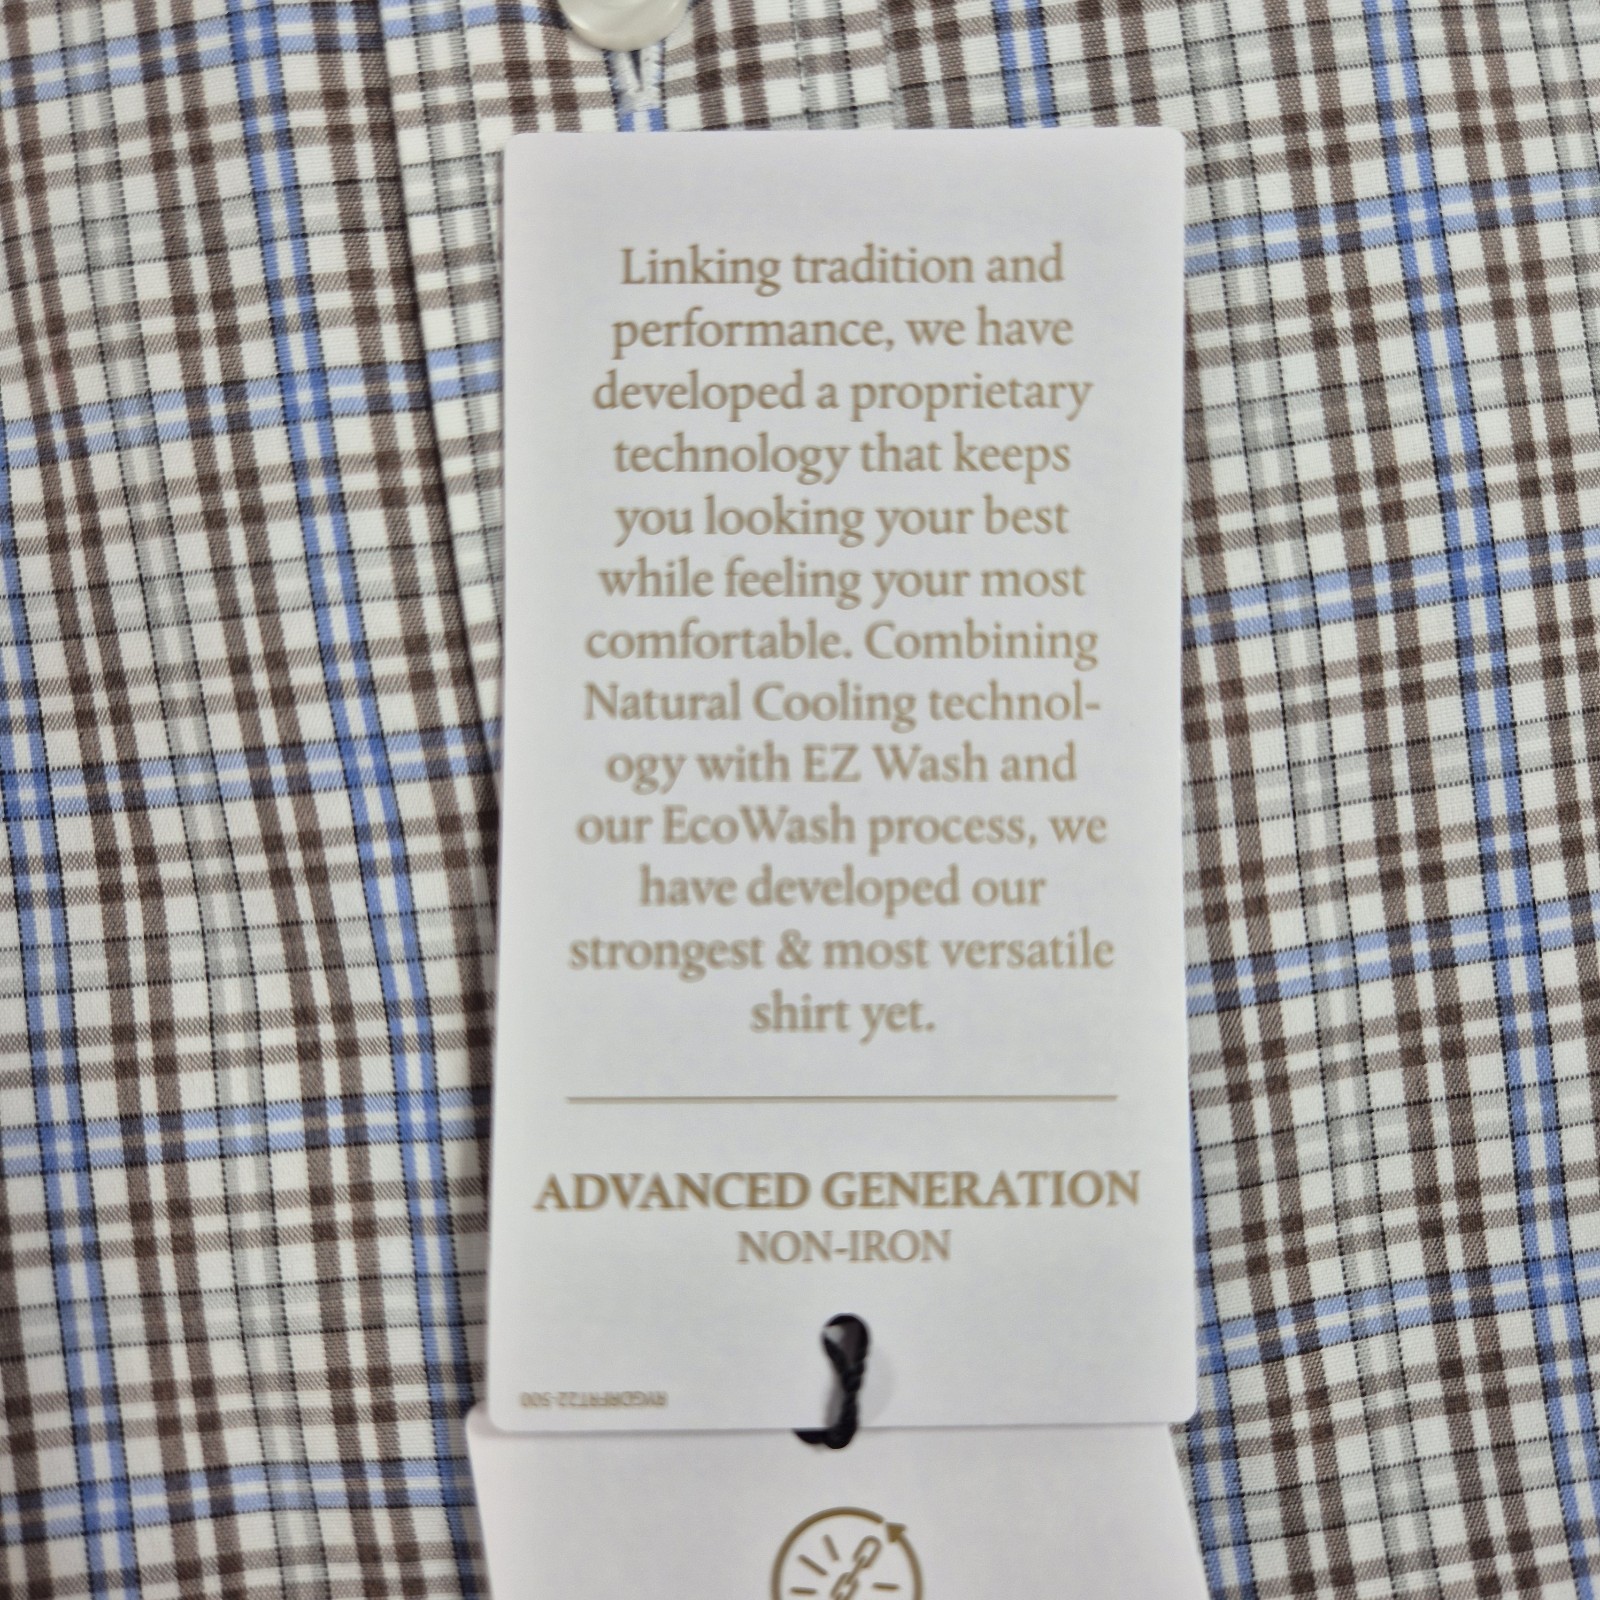 Linking tradition and
performance, we have
developed a proprietary
technology that keeps
you looking your best
while feeling your most
comfortable. Combining
Natural Cooling technol-
ogy with EZ Wash and
our EcoWash process, we
have developed our
strongest & most versatile
shirt yet.
ADVANCED GENERATION
NON-IRON